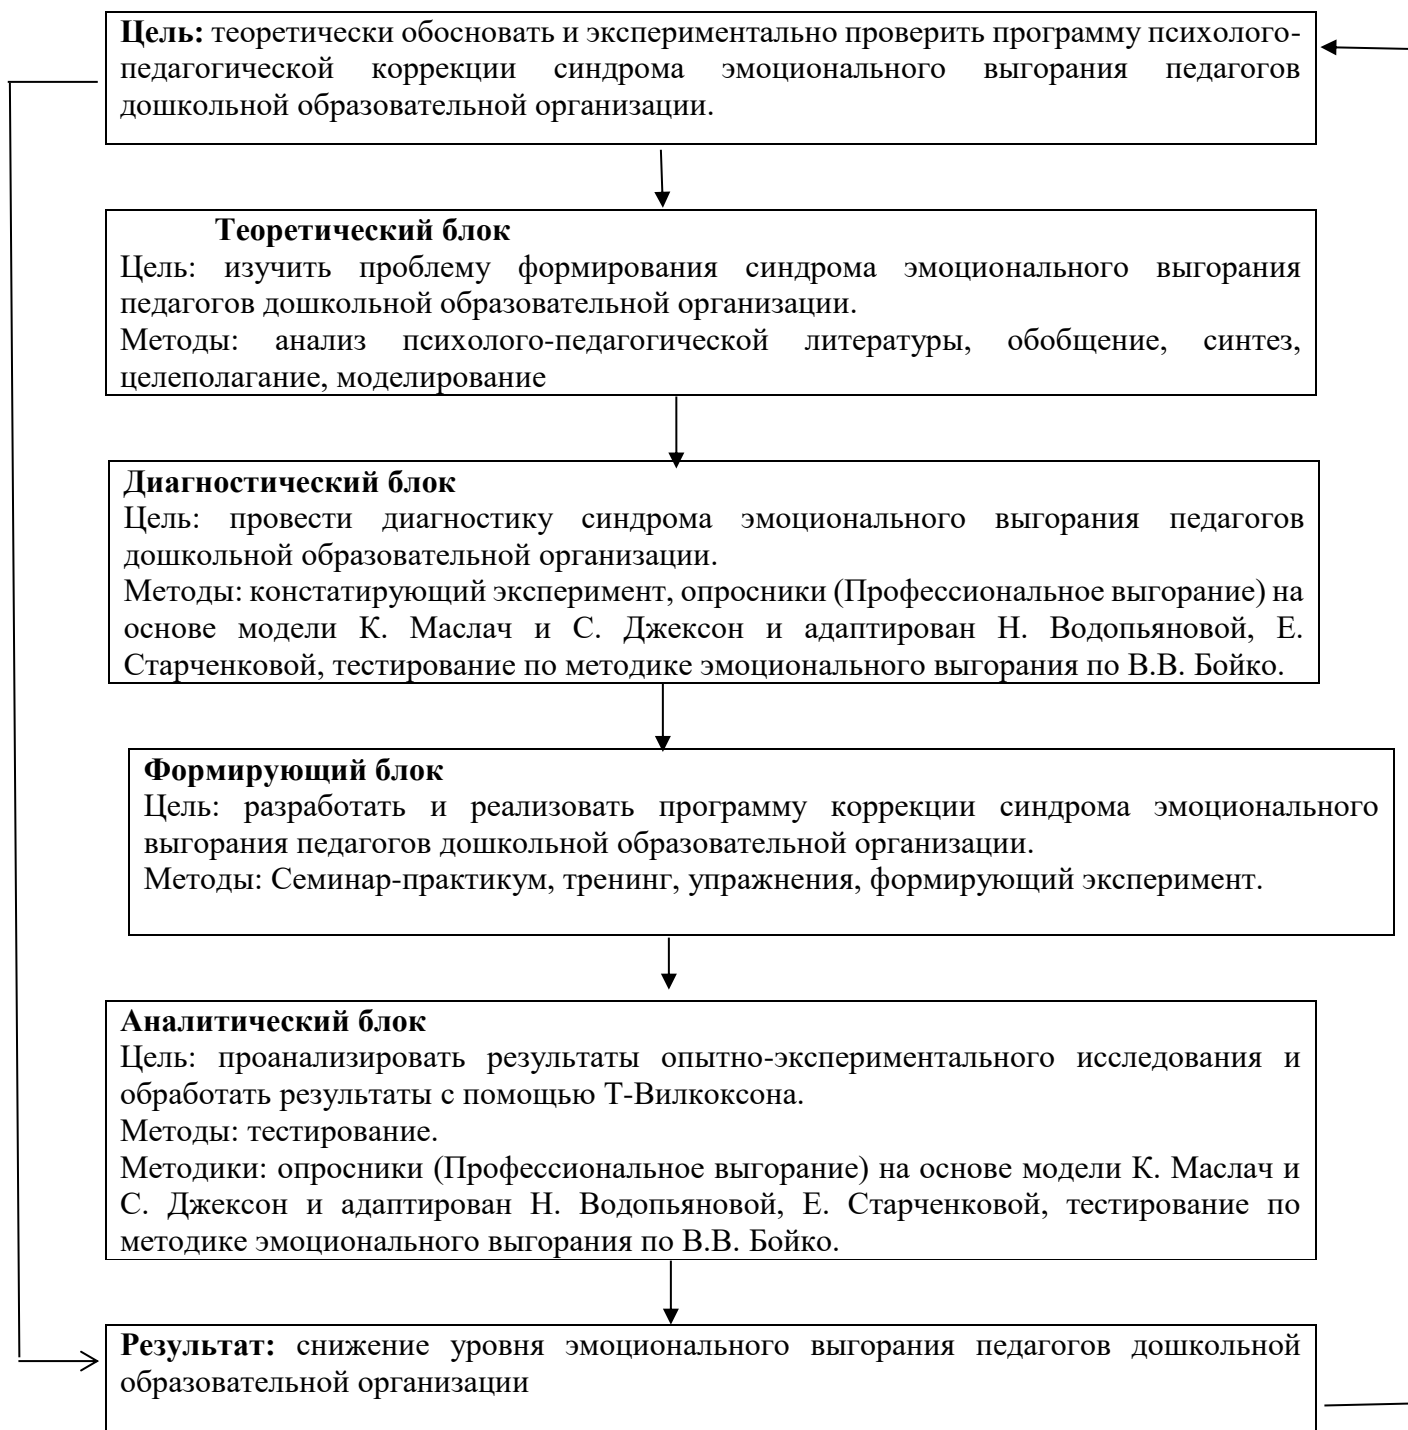 Цель: теоретически обосновать и экспериментально проверить программу психолого-
педагогической коррекции синдрома эмоционального выгорания педагогов
дошкольной образовательной организации.
Теоретический блок
Цель: изучить проблему формирования синдрома эмоционального выгорания
педагогов дошкольной образовательной организации.
Методы: анализ психолого-педагогической литературы, обобщение, синтез,
целеполагание, моделирование
Диагностический блок
Цель: провести диагностику синдрома эмоционального выгорания педагогов
дошкольной образовательной организации.
Методы: констатирующий эксперимент, опросники (Профессиональное выгорание) на
основе модели К. Маслач и С. Джексон и адаптирован Н. Водопьяновой, Е.
Старченковой, тестирование по методике эмоционального выгорания по В.В. Бойко.
Формирующий блок
Цель: разработать и реализовать программу коррекции синдрома эмоционального
выгорания педагогов дошкольной образовательной организации.
Методы: Семинар-практикум, тренинг, упражнения, формирующий эксперимент.
Аналитический блок
Цель: проанализировать результаты опытно-экспериментального исследования и
обработать результаты с помощью Т-Вилкоксона.
Методы: тестирование.
Методики: опросники (Профессиональное выгорание) на основе модели К. Маслач и
С. Джексон и адаптирован Н. Водопьяновой, Е. Старченковой, тестирование по
методике эмоционального выгорания по В.В. Бойко.
Результат: снижение уровня эмоционального выгорания педагогов дошкольной
образовательной организации